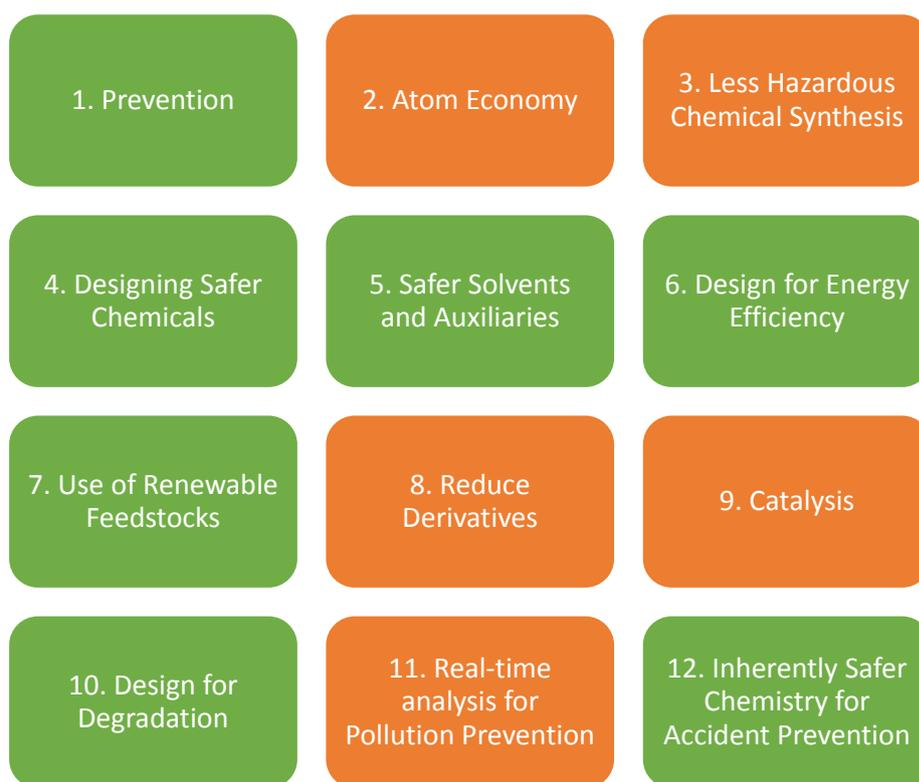 1. Prevention
2. Atom Economy
3. Less Hazardous
Chemical Synthesis
4. Designing Safer
Chemicals
5. Safer Solvents
and Auxiliaries
6. Design for Energy
Efficiency
7. Use of Renewable
Feedstocks
8. Reduce
Derivatives
9. Catalysis
10. Design for
Degradation
11. Real-time
analysis for
Pollution Prevention
12. Inherently Safer
Chemistry for
Accident Prevention